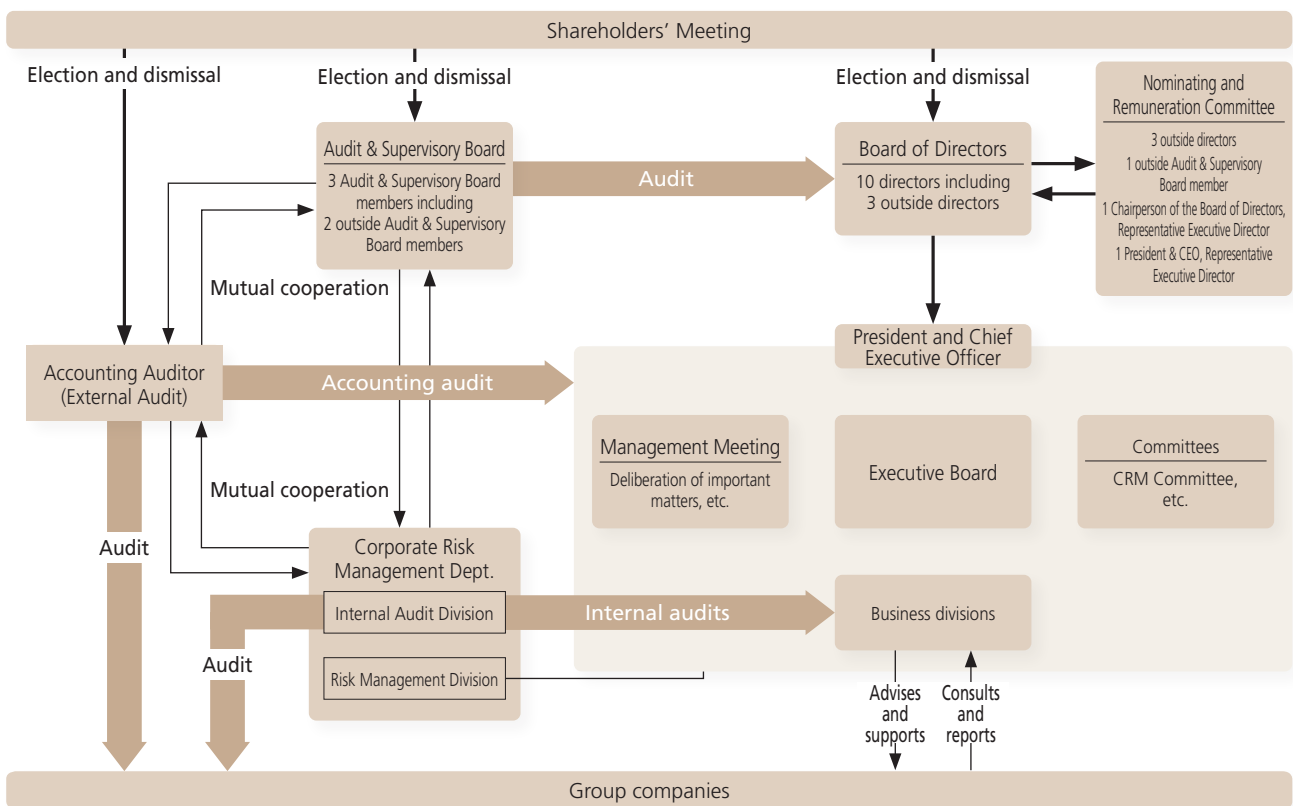 Shareholders’ Meeting
Election and dismissal
Election and dismissal
Election and dismissal
Nominating and
Remuneration Committee
3 outside directors
1 outside Audit & Supervisory
Board member
1 Chairperson of the Board of Directors,
Representative Executive Director
1 President & CEO, Representative
Executive Director
Audit & Supervisory Board
3 Audit & Supervisory Board
members including
2 outside Audit & Supervisory
Board members
Audit
Board of Directors
10 directors including
3 outside directors
Mutual cooperation
President and Chief
Executive Officer
Accounting Auditor
(External Audit)
Accounting audit
Management Meeting
Deliberation of important
matters, etc.
Executive Board
Committees
CRM Committee,
etc.
Mutual cooperation
Audit
Corporate Risk
Management Dept.
Internal Audit Division
Internal audits
Business divisions
Audit
Risk Management Division
Advises
and
supports
Consults
and
reports
Group companies